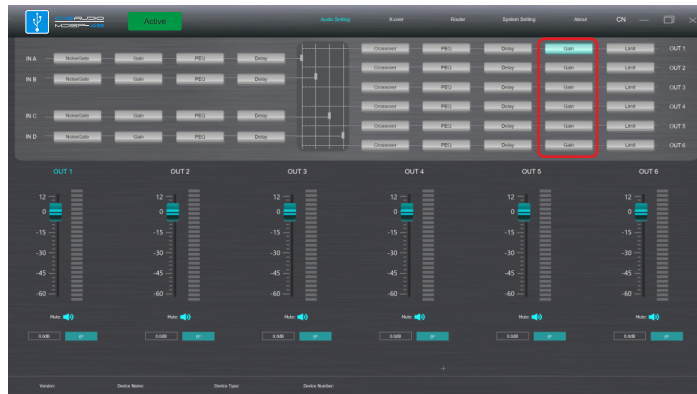 Active Audio Setting X-over Router System Setting About CN
IN A NoiseGate Gain PEQ Delay Crossover PEQ Delay Gain Limit OUT 1
IN B NoiseGate Gain PEQ Delay Crossover PEQ Delay Gain Limit OUT 2
Crossover PEQ Delay Gain Limit OUT 3
IN C NoiseGate Gain PEQ Delay Crossover PEQ Delay Gain Limit OUT 4
IN D NoiseGate Gain PEQ Delay Crossover PEQ Delay Gain Limit OUT 5
Crossover PEQ Delay Gain Limit OUT 6
OUT 1 OUT 2 OUT 3 OUT 4 OUT 5 OUT 6
12 12 12 12 12 12
0 0 0 0 0 0
-15 -15 -15 -15 -15 -15
-30 -30 -30 -30 -30 -30
-45 -45 -45 -45 -45 -45
-60 -60 -60 -60 -60 -60
Mute: Mute: Mute: Mute: Mute: Mute:
0.0dB 0° 0.0dB 0° 0.0dB 0° 0.0dB 0° 0.0dB 0° 0.0dB 0°
Version: Device Name: Device Type: Device Number: